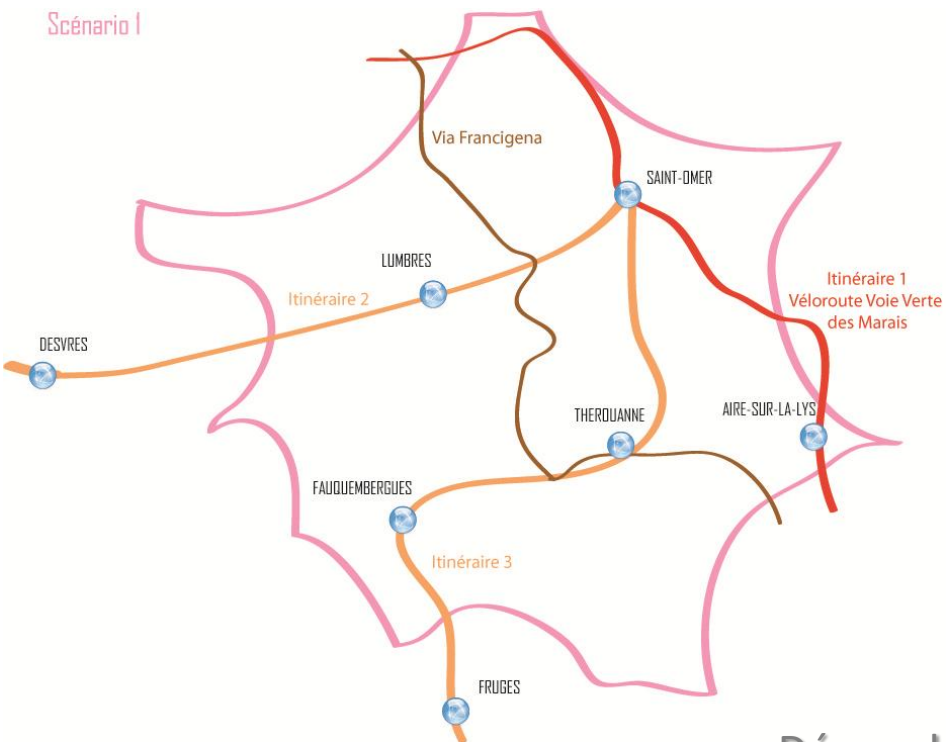 Scénario 1
Via Francigena
SAINT-OMER
LUMBRES
Itinéraire 2
Itinéraire 1
Véloroute Voie Verte
des Marais
DESVRES
THEROUANNE
AIRE-SUR-LA-LYS
FAUQUEMBERGUES
Itinéraire 3
FRUGES